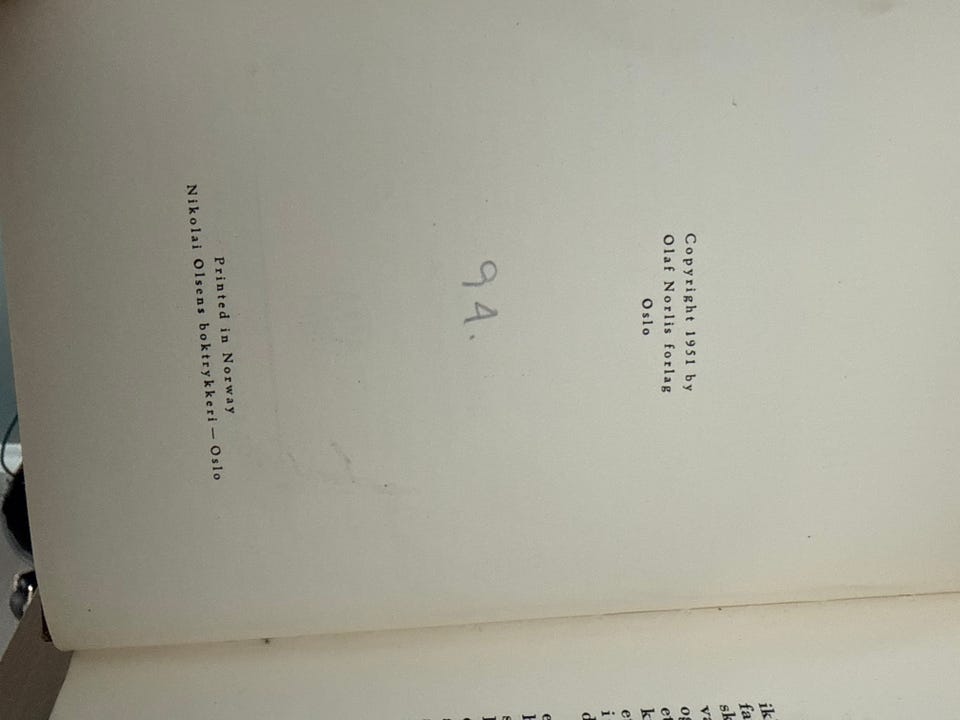 Copyright 1951 by
Olaf Norlis forlag
Oslo
94.
Printed in Norway
Nikolai Olsens boktrykkeri — Oslo